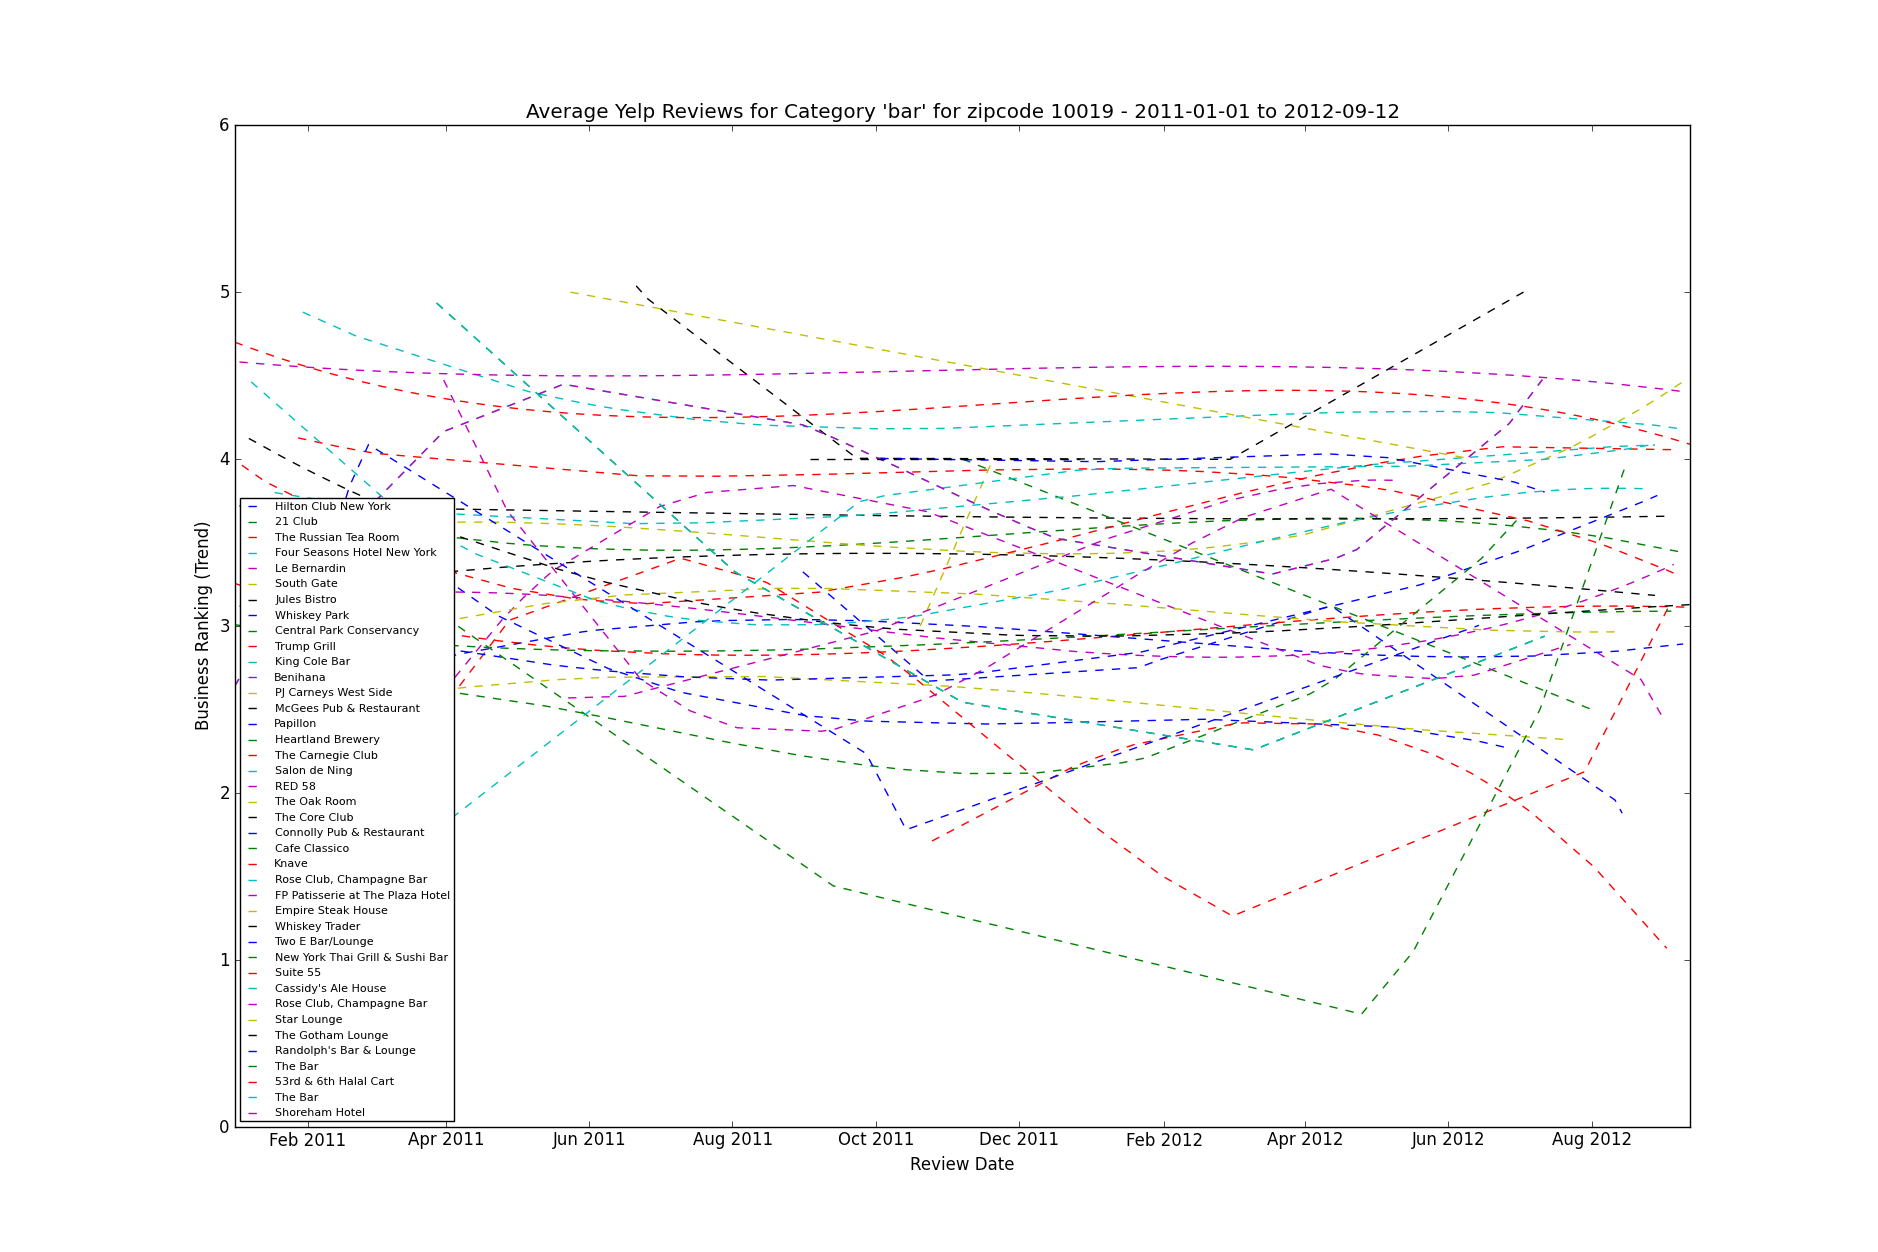 Average Yelp Reviews for Category 'bar' for zipcode 10019 - 2011-01-01 to 2012-09-12
6
5
4
3
2
1
0
Business Ranking (Trend)
Hilton Club New York
21 Club
The Russian Tea Room
Four Seasons Hotel New York
Le Bernardin
South Gate
Jules Bistro
Whiskey Park
Central Park Conservancy
Trump Grill
King Cole Bar
Benihana
PJ Carneys West Side
McGees Pub & Restaurant
Papillon
Heartland Brewery
The Carnegie Club
Salon de Ning
RED 58
The Oak Room
The Core Club
Connolly Pub & Restaurant
Cafe Classico
Knave
Rose Club, Champagne Bar
FP Patisserie at The Plaza Hotel
Empire Steak House
Whiskey Trader
Two E Bar/Lounge
New York Thai Grill & Sushi Bar
Suite 55
Cassidy's Ale House
Rose Club, Champagne Bar
Star Lounge
The Gotham Lounge
Randolph's Bar & Lounge
The Bar
53rd & 6th Halal Cart
The Bar
Shoreham Hotel
Feb 2011 Apr 2011 Jun 2011 Aug 2011 Oct 2011 Dec 2011 Feb 2012 Apr 2012 Jun 2012 Aug 2012
Review Date